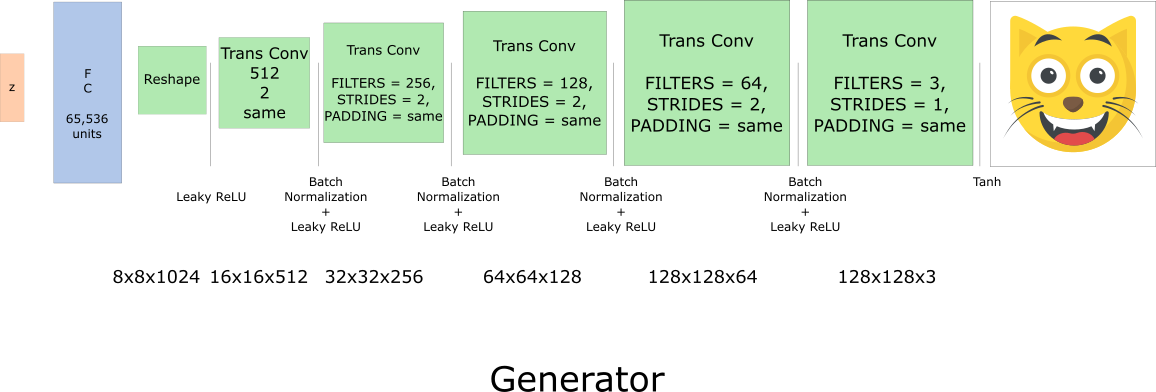 z
F
C
65,536
units
Reshape
Trans Conv
512
2
same
Trans Conv
FILTERS = 256,
STRIDES = 2,
PADDING = same
Trans Conv
FILTERS = 128,
STRIDES = 2,
PADDING = same
Trans Conv
FILTERS = 64,
STRIDES = 2,
PADDING = same
Trans Conv
FILTERS = 3,
STRIDES = 1,
PADDING = same
Leaky ReLU
Batch
Normalization
+
Leaky ReLU
Batch
Normalization
+
Leaky ReLU
Batch
Normalization
+
Leaky ReLU
Batch
Normalization
+
Leaky ReLU
Tanh
8x8x1024
16x16x512
32x32x256
64x64x128
128x128x64
128x128x3
Generator